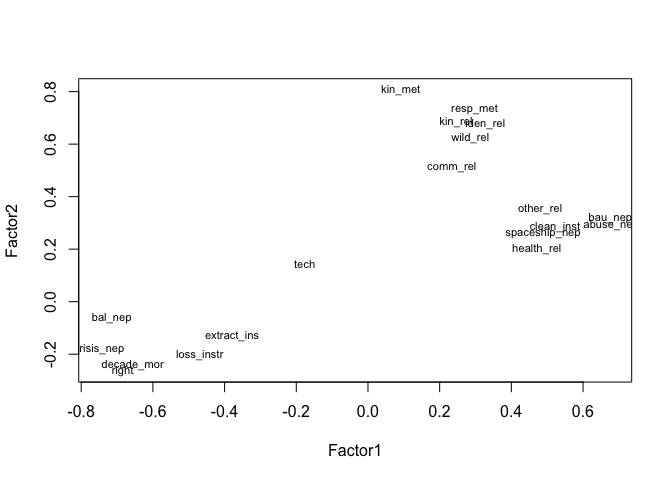 kin_met
resp_met
kin_rel
iden_rel
wild_rel
comm_rel
other_rel
bau_nep
clean_inst
abuse_ne
spaceship_nep
health_rel
tech
bal_nep
extract_ins
risis_nep
loss_instr
decade_mor
right
0.8
0.6
0.4
0.2
0.0
-0.2
Factor2
-0.8
-0.6
-0.4
-0.2
0.0
0.2
0.4
0.6
Factor1